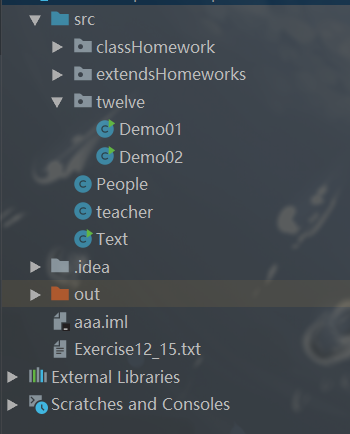 src
classHomework
extendsHomeworks
twelve
Demo01
Demo02
People
teacher
Text
.idea
out
aaa.iml
Exercise12_15.txt
External Libraries
Scratches and Consoles